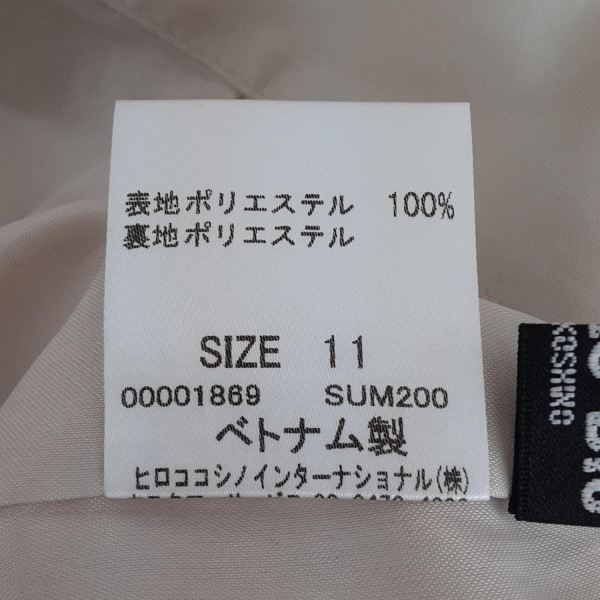 表地ポリエステル 100%
裏地ポリエステル
SIZE 11
00001869 SUM200
ベトナム製
ヒロココシノインターナショナル(株)
KOSHINO